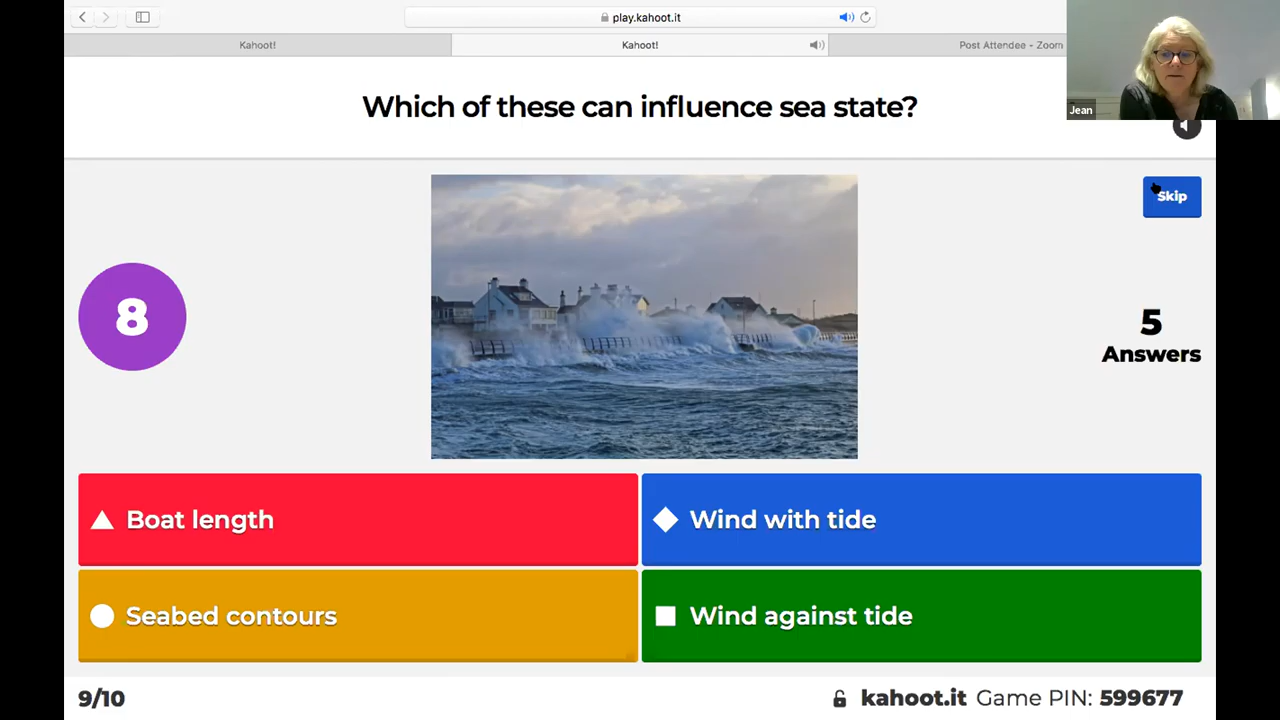 play.kahoot.it
Kahoot!
Kahoot!
Post Attendee - Zoom
Jean
Which of these can influence sea state?
Skip
8
5
Answers
Boat length
Wind with tide
Seabed contours
Wind against tide
9/10
kahoot.it Game PIN: 599677